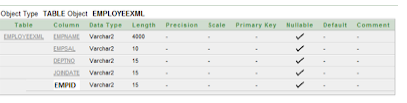 Object Type TABLE Object EMPLOYEEXML
Table Column Data Type Length Precision Scale Primary Key Nullable Default Comment
EMPLOYEEXML EMPNAME Varchar2 4000 - - - ✓ - -
EMPSAL Varchar2 10 - - - ✓ - -
DEPTNO Varchar2 15 - - - ✓ - -
JOINDATE Varchar2 15 - - - ✓ - -
EMPID Varchar2 15 - - - ✓ - -